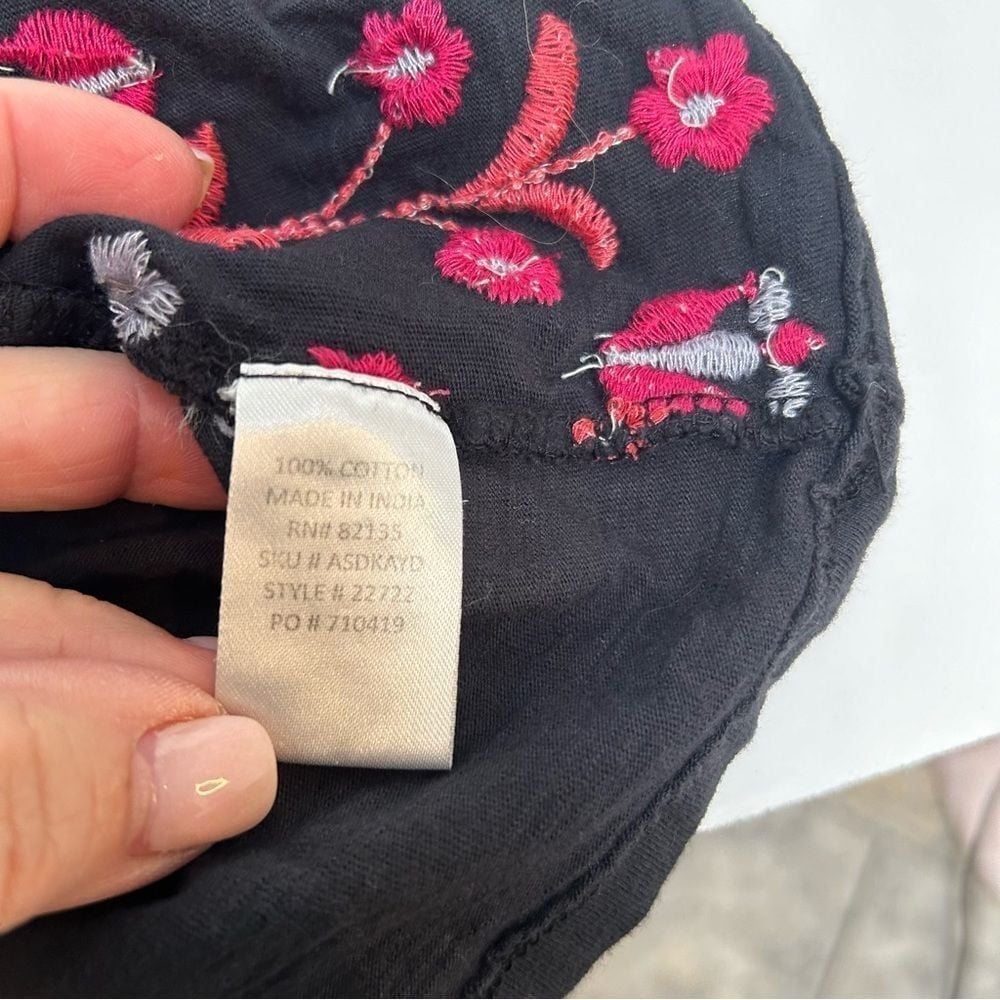 100% COTTON
MADE IN INDIA
RN# 82135
SKU # ASDKAYD
STYLE # 22722
PO # 710419